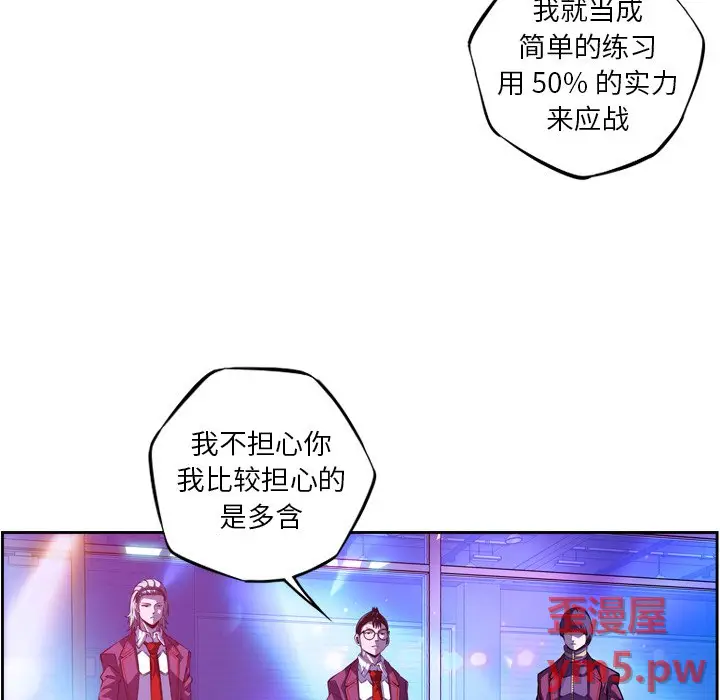 我就当成
简单的练习
用 50% 的实力
来应战
我不担心你
我比较担心的
是多含
歪漫屋
ym5.pw